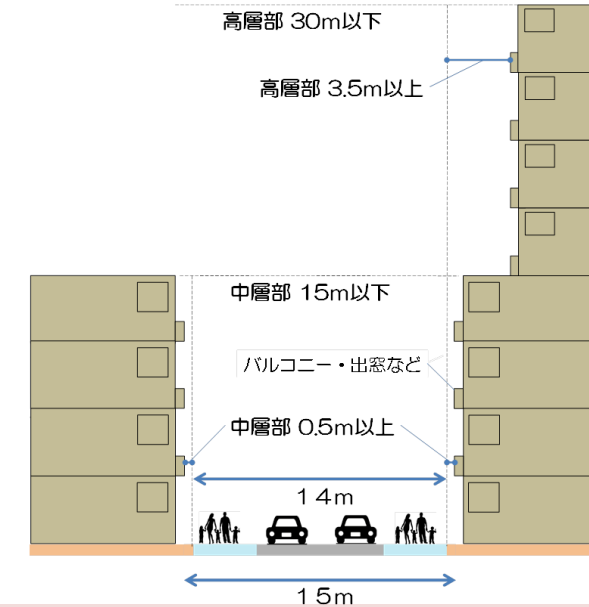 高層部 30m以下
高層部 3.5m以上
中層部 15m以下
バルコニー・出窓など
中層部 0.5m以上
14m
15m